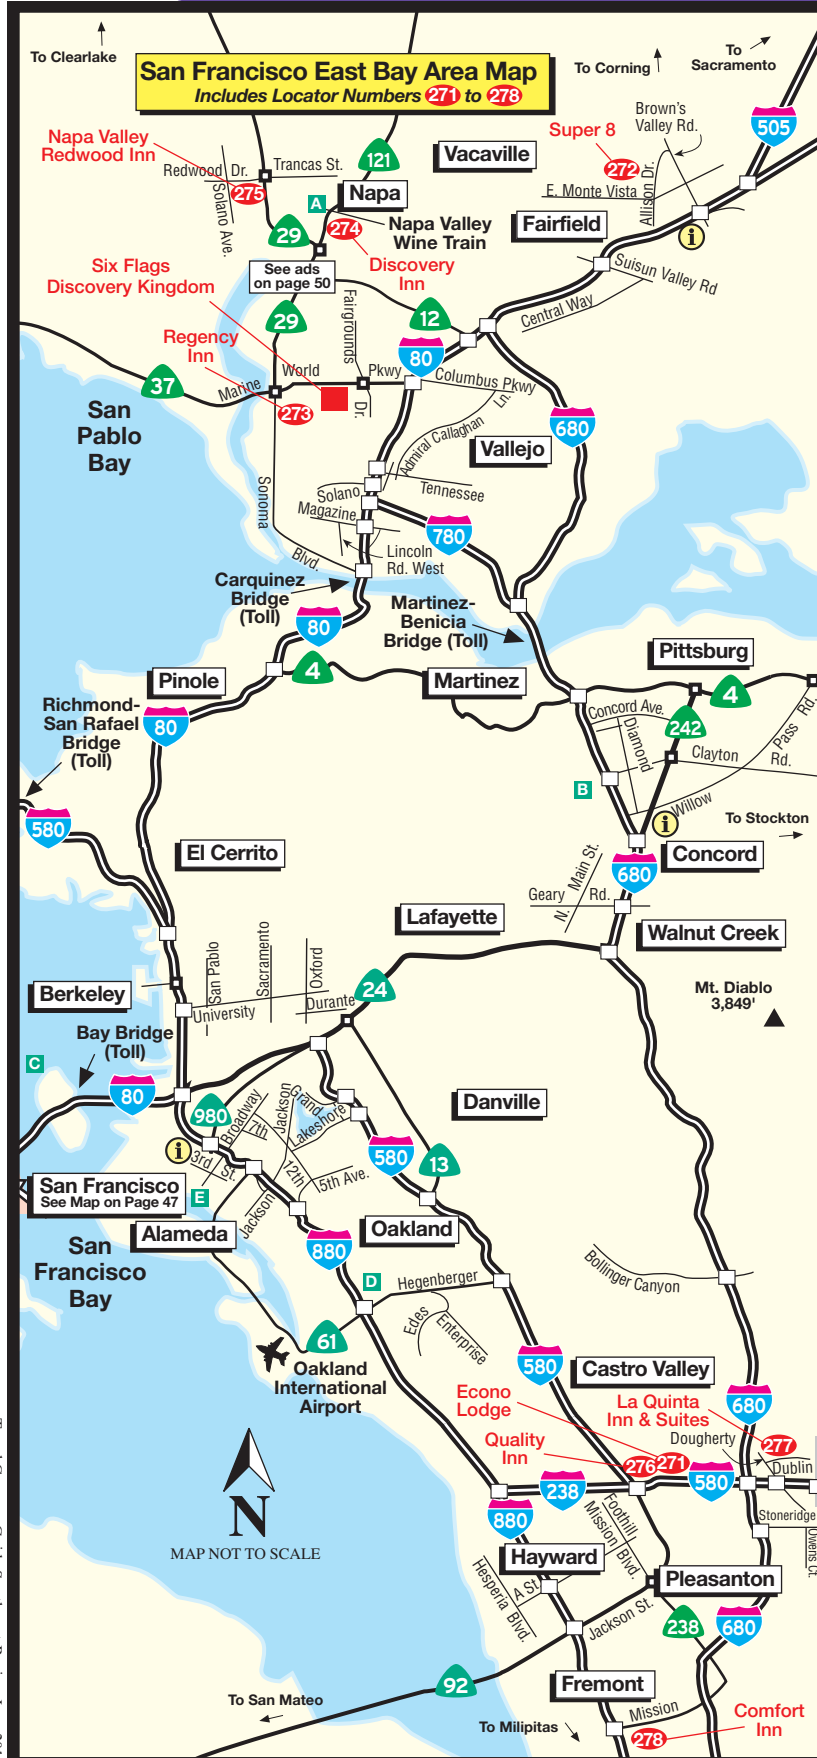 To Clearlake
San Francisco East Bay Area Map
Includes Locator Numbers 271 to 278
To Corning
To
Sacramento
Napa Valley
Redwood Inn
Redwood Dr.
Trancas St.
121
Vacaville
Super 8
Brown's
Valley Rd.
505
272
E. Monte Vista
Allison Dr.
275
Solano Ave.
A
Napa
274
Napa Valley
Wine Train
Fairfield
i
29
See ads
on page 50
Discovery
Inn
Suisun Valley Rd
Six Flags
Discovery Kingdom
29
Fairgrounds
Dr.
12
Central Way
Regency
Inn
80
37
Marine
World
Pkwy
Columbus Pkwy
273
San
Pablo
Bay
Admiral Callaghan
Ln.
680
Vallejo
Sonoma
Blvd.
Solano
Tennessee
Magazine
780
Lincoln
Rd. West
Carquinez
Bridge
(Toll)
80
Martinez-
Benicia
Bridge (Toll)
Pittsburg
Pinole
4
Martinez
4
Richmond-
San Rafael
Bridge
(Toll)
80
Concord Ave.
242
Diamond
Clayton
Rd.
Pass Rd.
B
Willow
i
580
To Stockton
El Cerrito
Concord
680
N. Main St.
Geary
Rd.
Lafayette
Walnut Creek
San Pablo
Sacramento
Oxford
24
Berkeley
University
Durante
Mt. Diablo
3,849'
Bay Bridge
(Toll)
C
80
980
Broadway
Jackson
Grand
Lakeshore
Danville
7th
i
3rd
St.
12th
5th Ave.
580
13
San Francisco
See Map on Page 47
E
Jackson
Alameda
Oakland
San
Francisco
Bay
880
D
Hegenberger
Bollinger Canyon
Edes
Enterprise
61
Oakland
International
Airport
580
Castro Valley
Econo
Lodge
La Quinta
Inn & Suites
680
Quality
Inn
Dougherty
277
276
271
Dublin
238
580
N
MAP NOT TO SCALE
880
Foothill
Mission Blvd.
Stoneridge
Owens Ct.
Hayward
Hesperia Blvd.
A St.
Pleasanton
Jackson St.
238
680
92
Fremont
To San Mateo
Mission
To Milipitas
278
Comfort
Inn